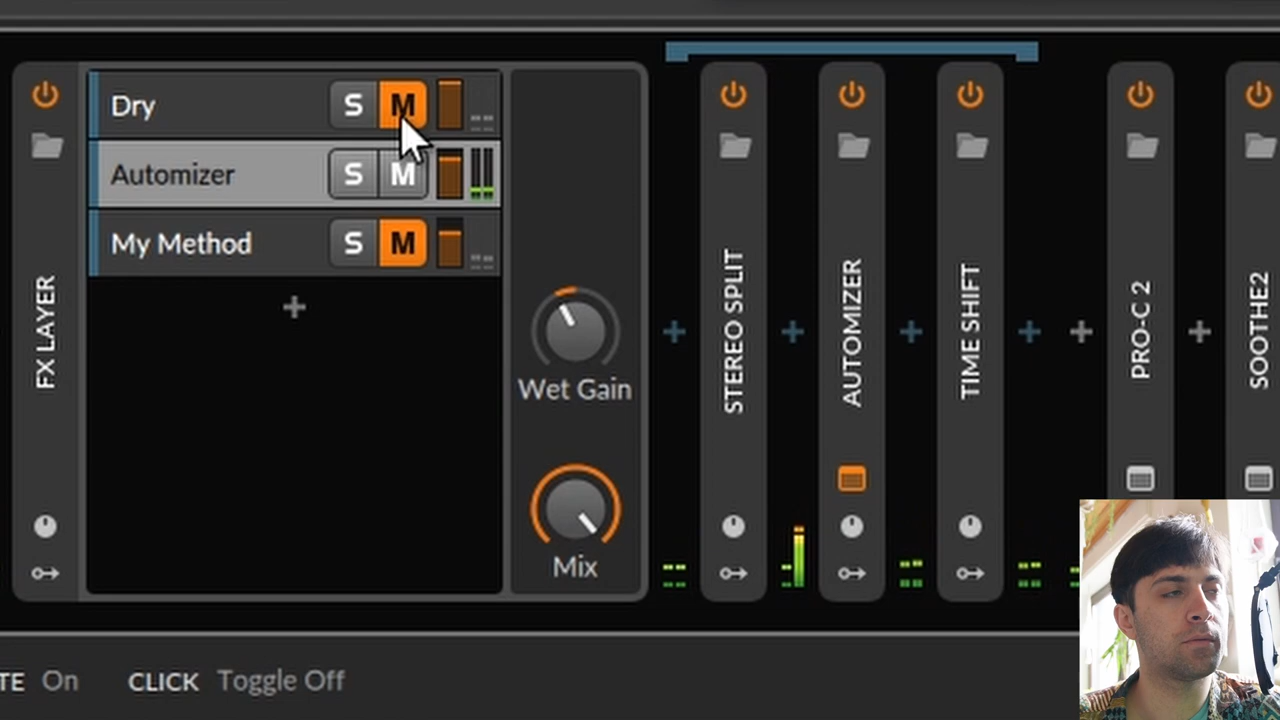 Dry S M
Automizer S M
My Method S M
FX LAYER
Wet Gain
Mix
STEREO SPLIT
AUTOMIZER
TIME SHIFT
PRO-C 2
SOOTHE2
TE On CLICK Toggle Off